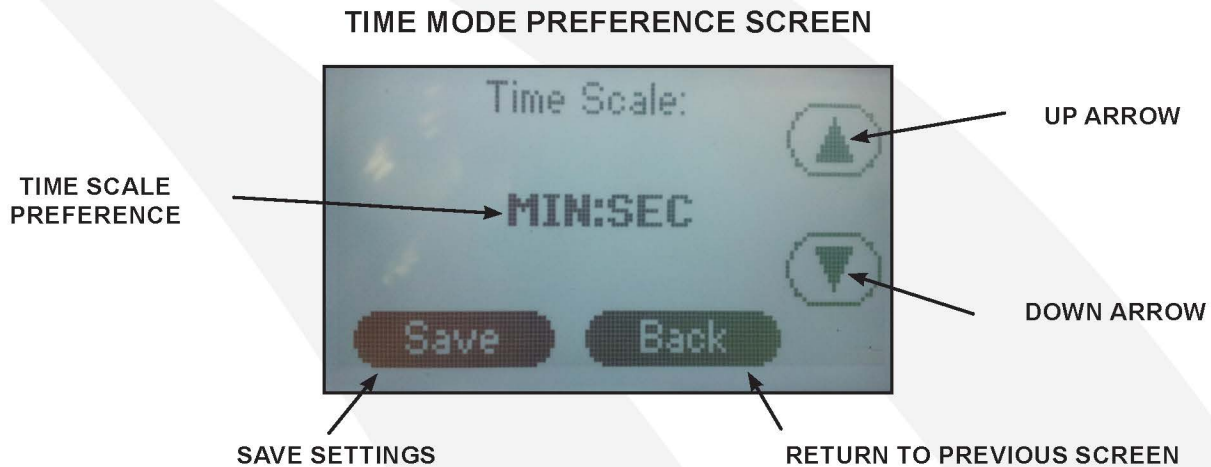 TIME MODE PREFERENCE SCREEN
Time Scale:
UP ARROW
TIME SCALE
PREFERENCE
MIN:SEC
DOWN ARROW
Save
Back
SAVE SETTINGS
RETURN TO PREVIOUS SCREEN